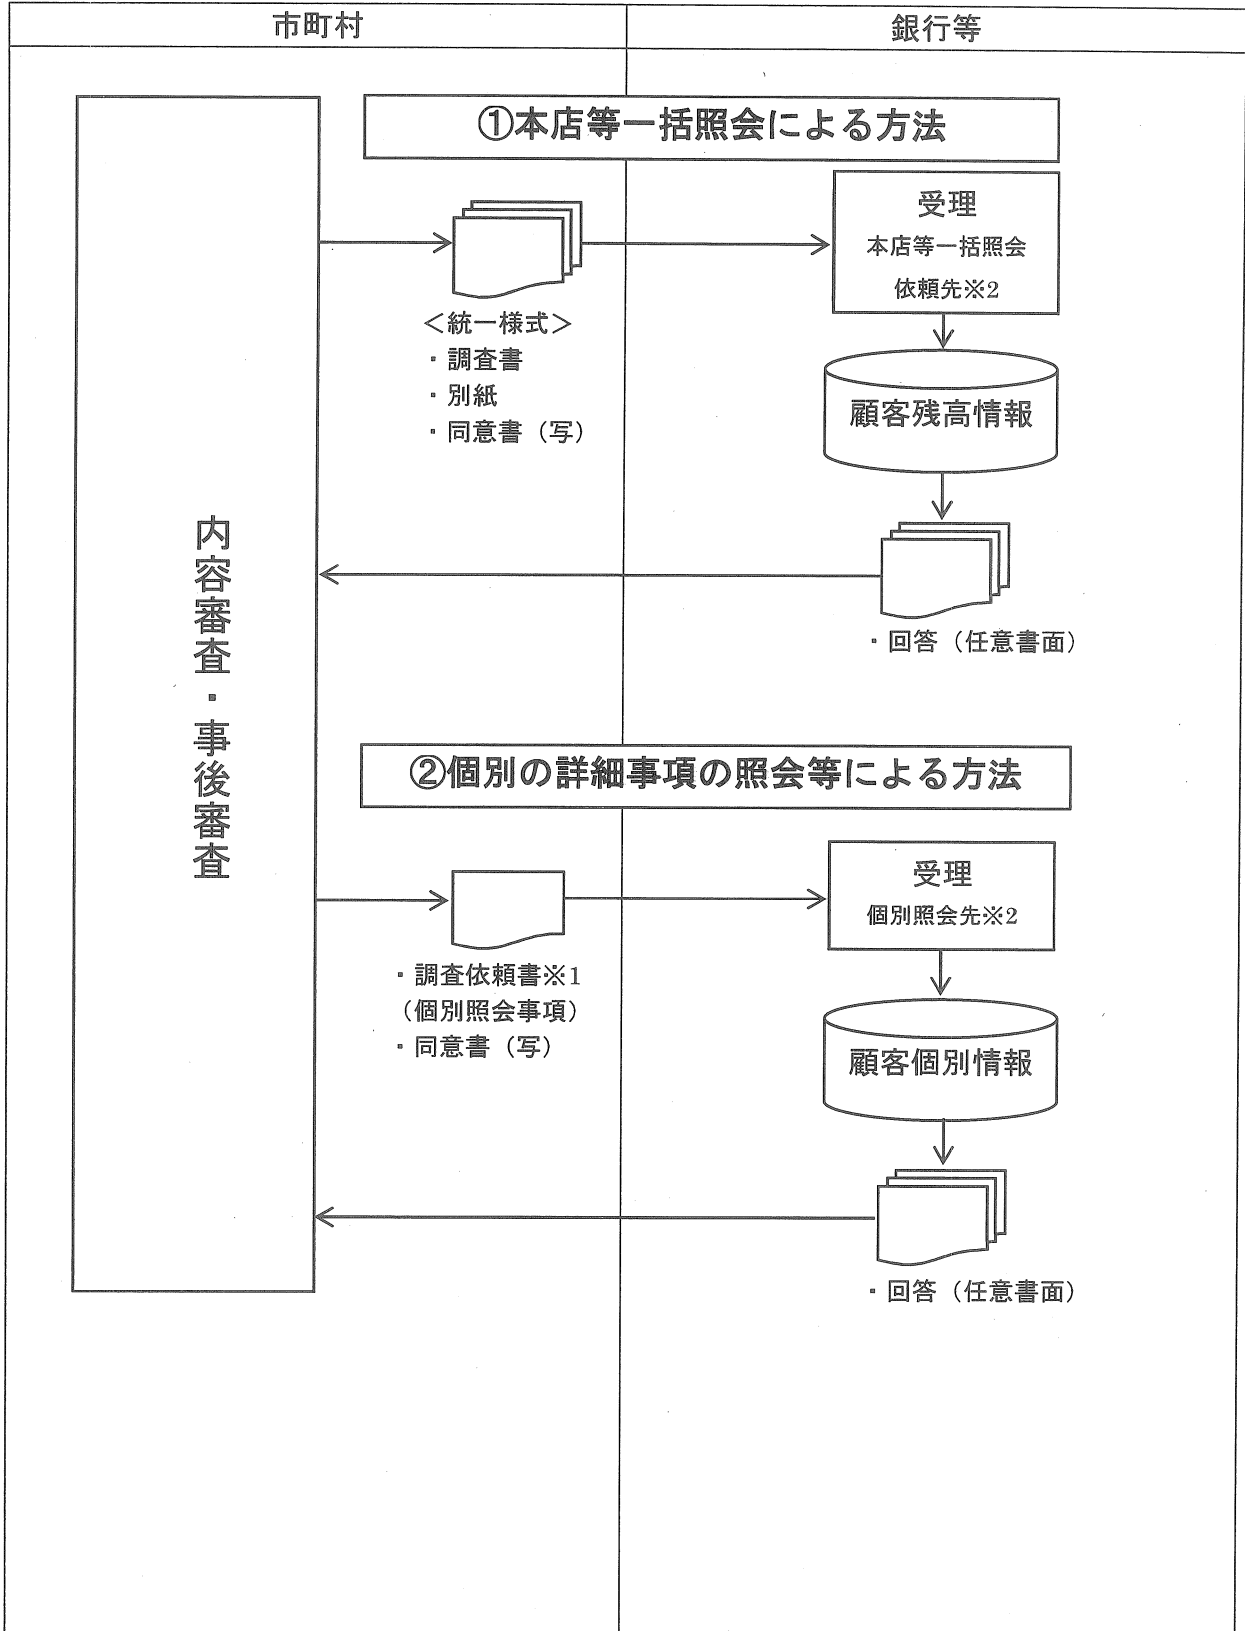 市町村
銀行等
①本店等一括照会による方法
受理
本店等一括照会
依頼先※2
＜統一様式＞
・調査書
・別紙
・同意書（写）
顧客残高情報
・回答（任意書面）
内容審査・事後審査
②個別の詳細事項の照会等による方法
受理
個別照会先※2
・調査依頼書※1
（個別照会事項）
・同意書（写）
顧客個別情報
・回答（任意書面）